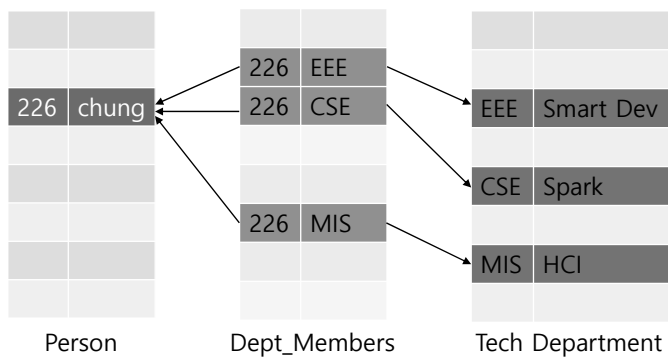 226 EEE
226 chung 226 CSE EEE Smart Dev
CSE Spark
226 MIS
MIS HCI
Person Dept_Members Tech Department